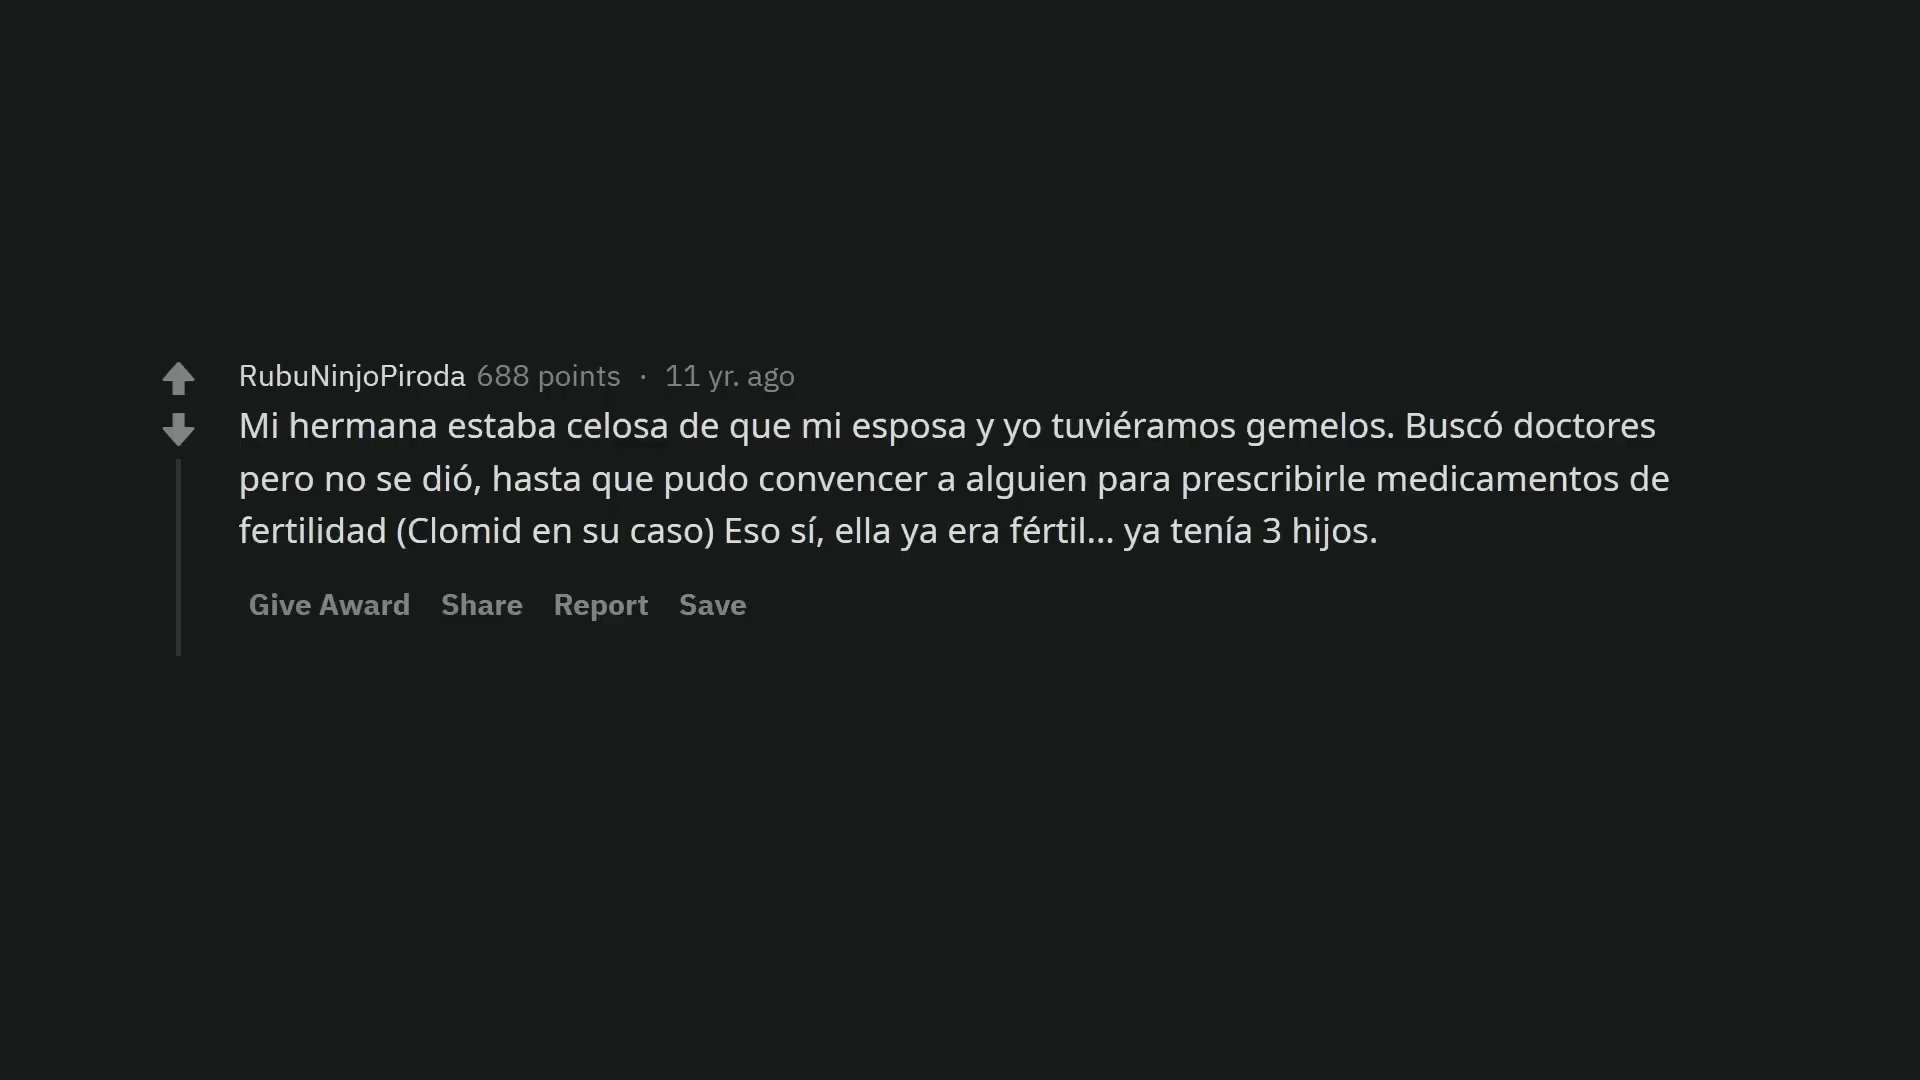 RubuNinjoPiroda 688 points · 11 yr. ago
Mi hermana estaba celosa de que mi esposa y yo tuviéramos gemelos. Buscó doctores
pero no se dió, hasta que pudo convencer a alguien para prescribirle medicamentos de
fertilidad (Clomid en su caso) Eso sí, ella ya era fértil... ya tenía 3 hijos.
Give Award Share Report Save